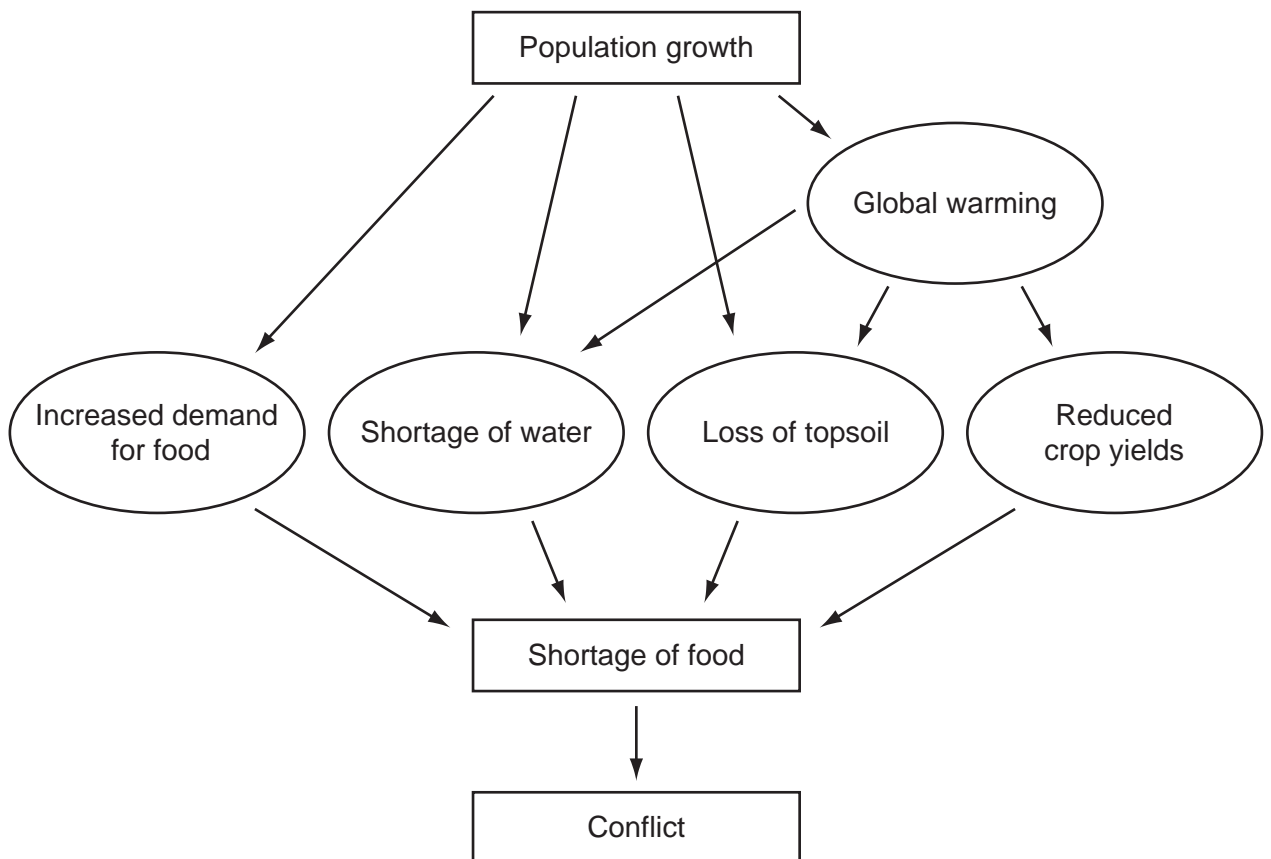 Population growth
Global warming
Increased demand
for food
Shortage of water
Loss of topsoil
Reduced
crop yields
Shortage of food
Conflict